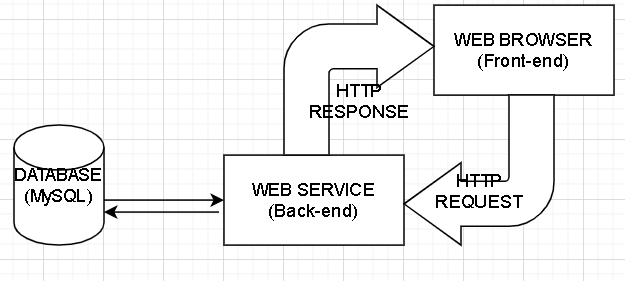 WEB BROWSER
(Front-end)
HTTP
RESPONSE
DATABASE
(MySQL)
WEB SERVICE
(Back-end)
HTTP
REQUEST